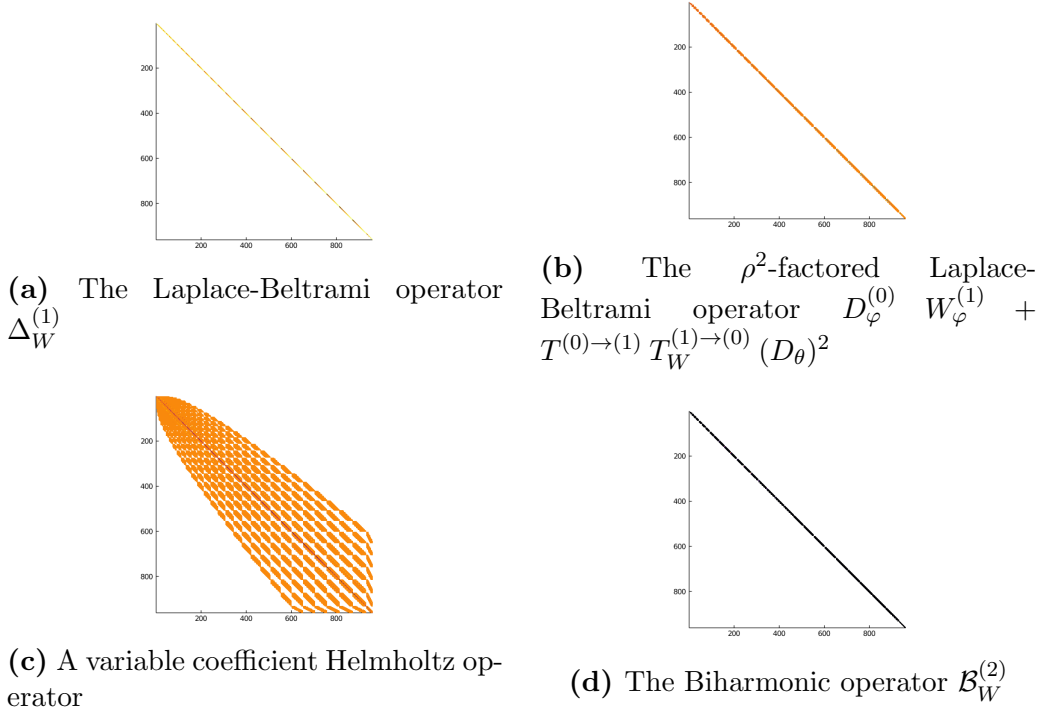 200
400
600
800
200 400 600 800
(a) The Laplace-Beltrami operator
Δ_W^{(1)}
200
400
600
800
200 400 600 800
(b) The ρ²-factored Laplace-
Beltrami operator D_φ^{(0)} W_φ^{(1)} +
T^{(0)→(1)} T_W^{(1)→(0)} (D_θ)²
200
400
600
800
200 400 600 800
(c) A variable coefficient Helmholtz op-
erator
200
400
600
800
200 400 600 800
(d) The Biharmonic operator ℬ_W^{(2)}